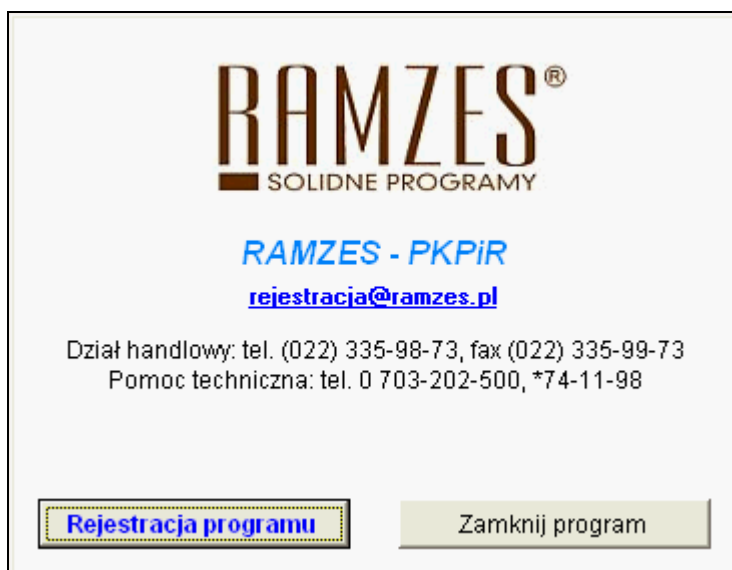 RAMZES®
SOLIDNE PROGRAMY
RAMZES - PKPiR
rejestracja@ramzes.pl
Dział handlowy: tel. (022) 335-98-73, fax (022) 335-99-73
Pomoc techniczna: tel. 0 703-202-500, *74-11-98
Rejestracja programu
Zamknij program